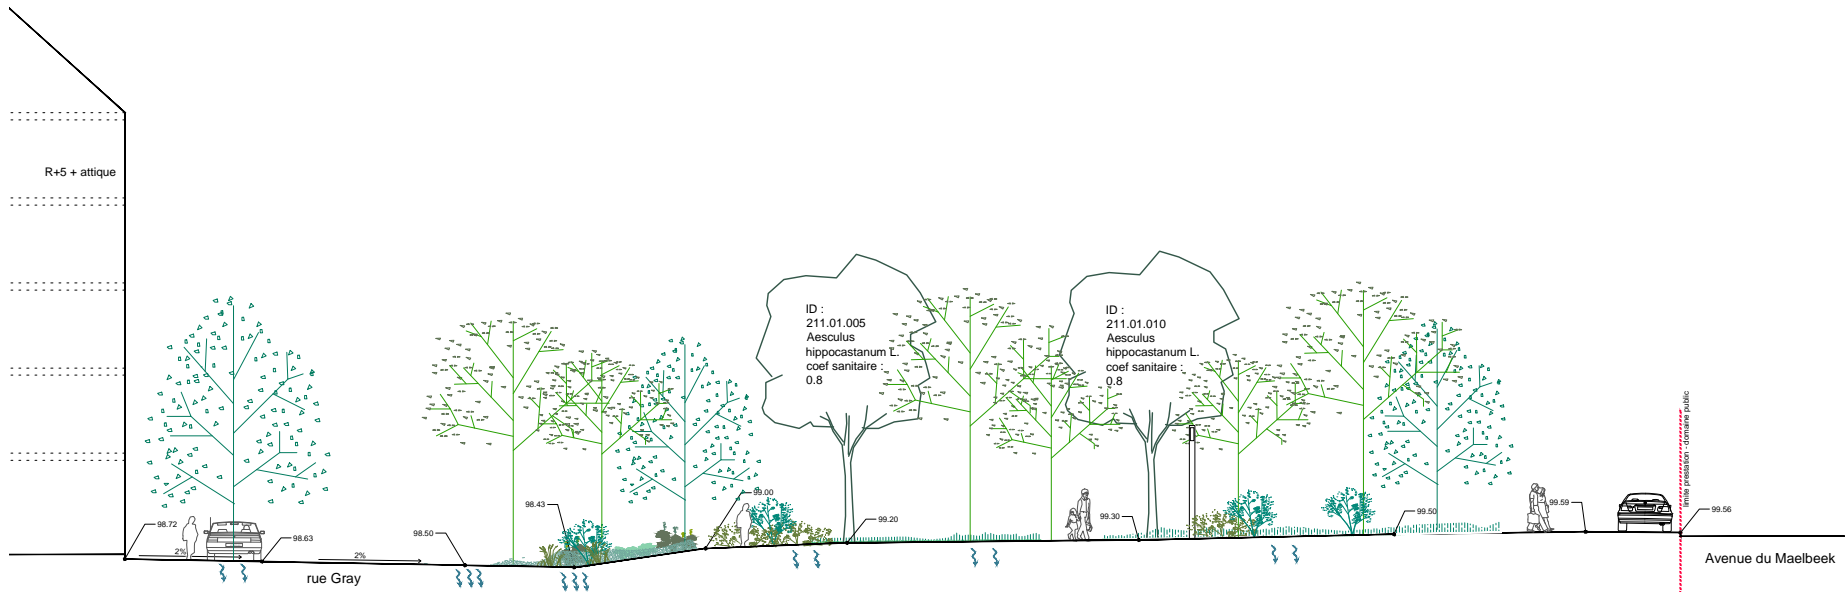 R+5 + attique
ID :
211.01.005
Aesculus
hippocastanum L.
coef sanitaire :
0.8
ID :
211.01.010
Aesculus
hippocastanum L.
coef sanitaire :
0.8
limite prestation - domaine public
98.72
2%
98.63
2%
98.50
98.43
99.00
99.20
99.30
99.50
99.59
99.56
rue Gray
Avenue du Maelbeek